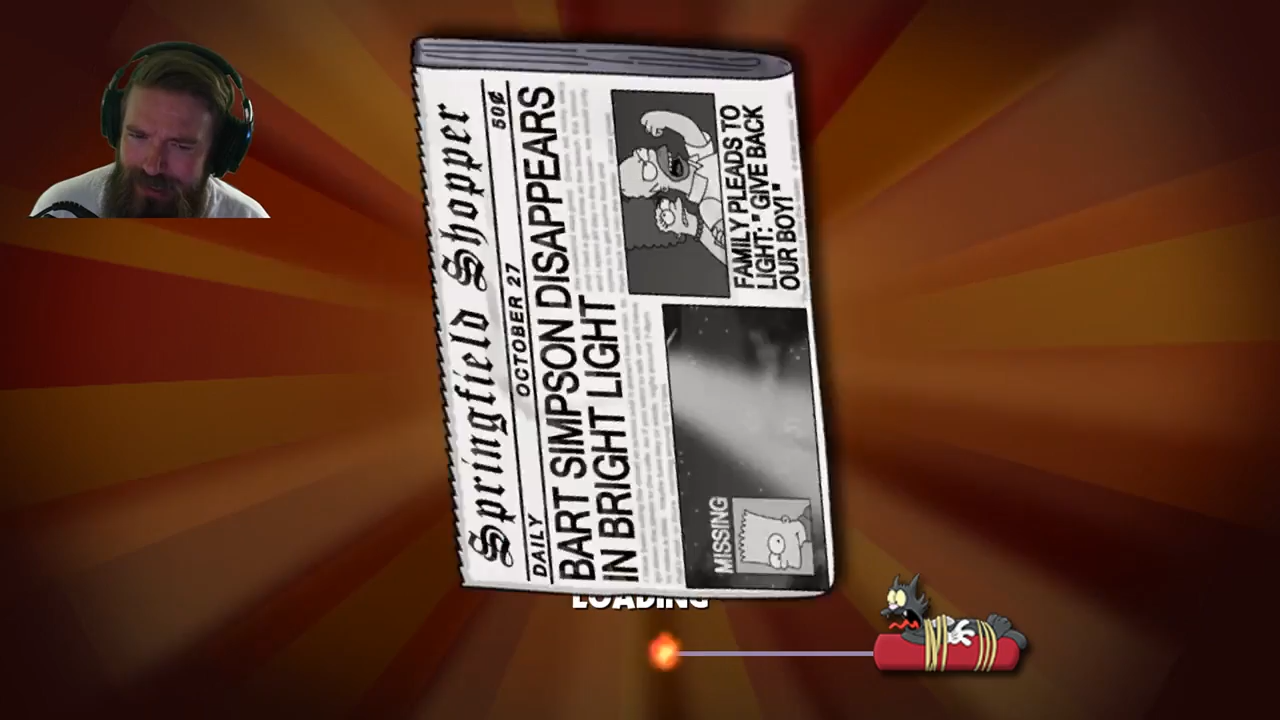 Springfield Shopper
DAILY OCTOBER 27 50¢
BART SIMPSON DISAPPEARS
IN BRIGHT LIGHT
MISSING
FAMILY PLEADS TO
LIGHT: "GIVE BACK
OUR BOY!"
LOADING